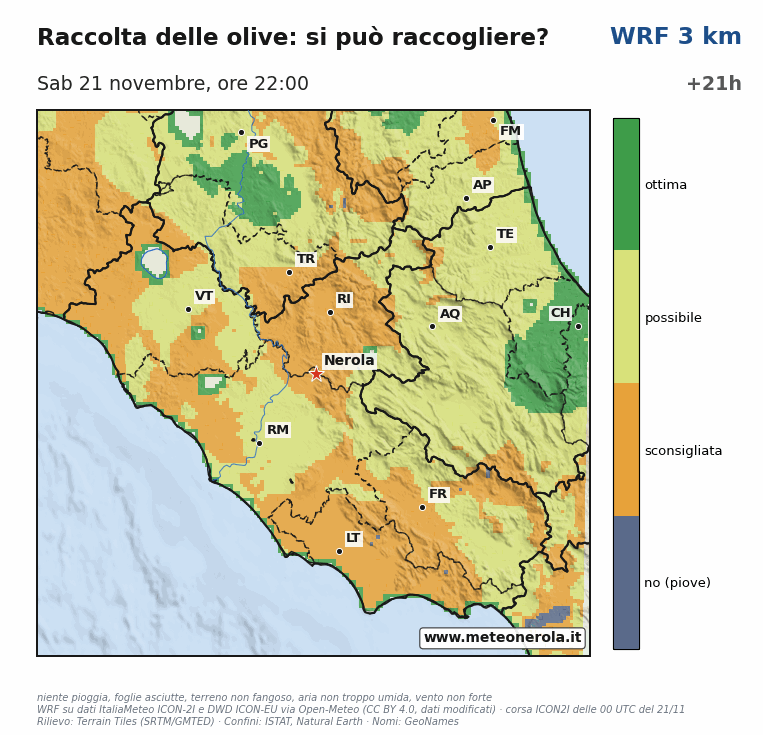 Raccolta delle olive: si può raccogliere?
WRF 3 km
Sab 21 novembre, ore 22:00
+21h
PG
FM
AP
TE
TR
VT
RI
AQ
CH
Nerola
RM
FR
LT
www.meteonerola.it
ottima
possibile
sconsigliata
no (piove)
niente pioggia, foglie asciutte, terreno non fangoso, aria non troppo umida, vento non forte
WRF su dati ItaliaMeteo ICON-2I e DWD ICON-EU via Open-Meteo (CC BY 4.0, dati modificati) · corsa ICON2I delle 00 UTC del 21/11
Rilievo: Terrain Tiles (SRTM/GMTED) · Confini: ISTAT, Natural Earth · Nomi: GeoNames